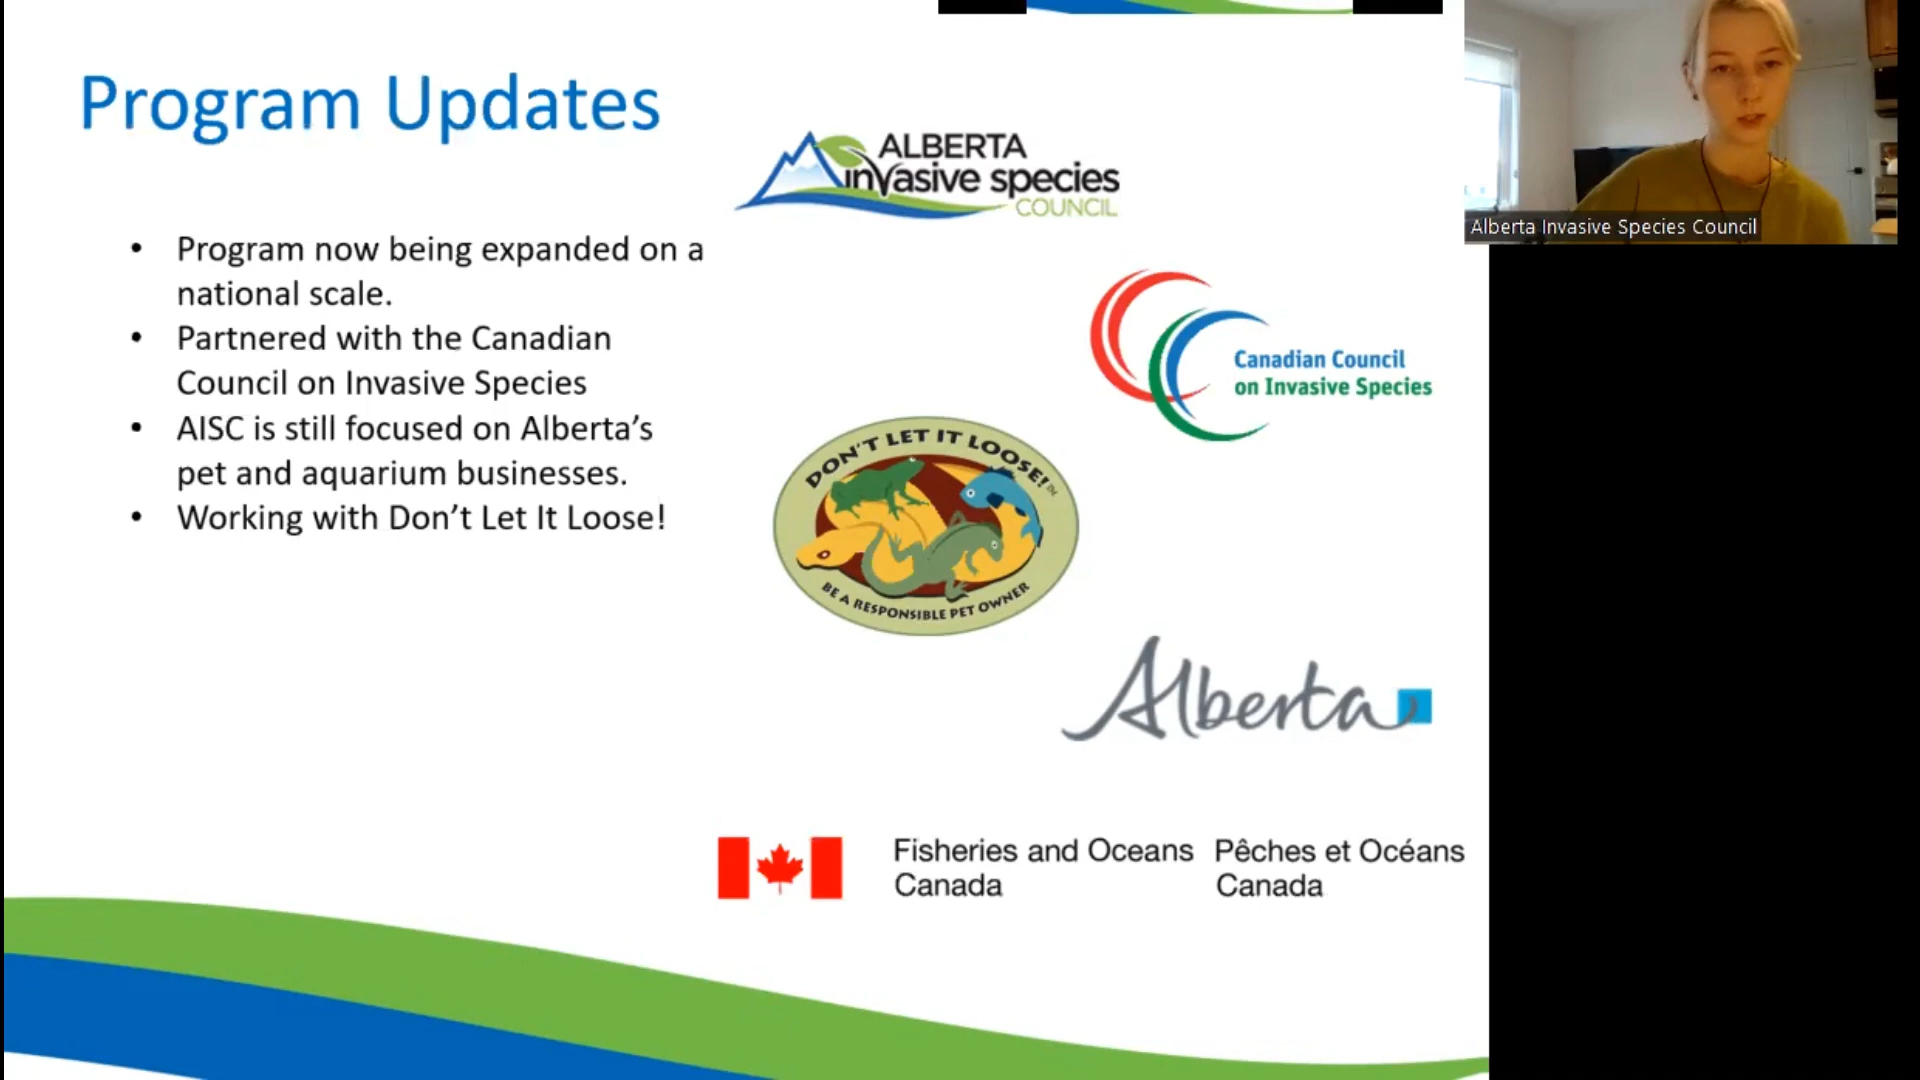 Program Updates
ALBERTA
invasive species
COUNCIL
Alberta Invasive Species Council
• Program now being expanded on a
national scale.
• Partnered with the Canadian
Council on Invasive Species
• AISC is still focused on Alberta’s
pet and aquarium businesses.
• Working with Don’t Let It Loose!
Canadian Council
on Invasive Species
DON'T LET IT LOOSE!™
BE A RESPONSIBLE PET OWNER
Alberta
Fisheries and Oceans
Canada
Pêches et Océans
Canada